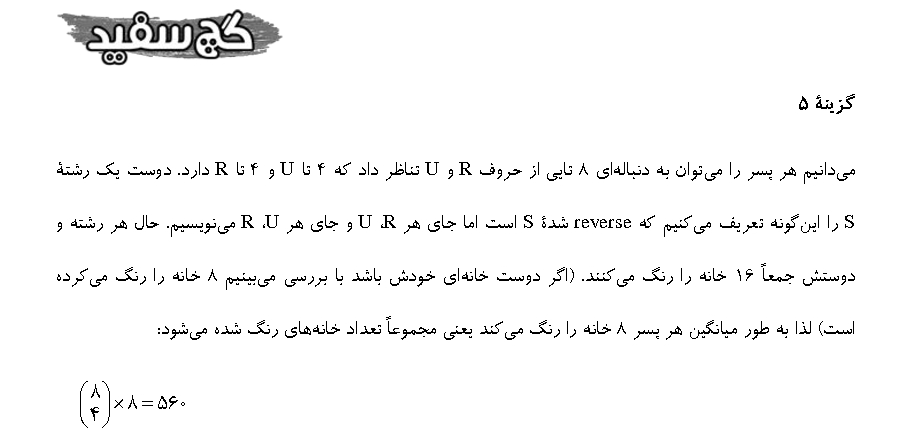 گچ سفید
گزینهٔ ۵
می‌دانیم هر پسر را می‌توان به دنباله‌ای ۸ تایی از حروف R و U تناظر داد که ۴ تا U و ۴ تا R دارد. دوست یک رشتهٔ
S را این‌گونه تعریف می‌کنیم که reverse شدهٔ S است اما جای هر R، U و جای هر U، R می‌نویسیم. حال هر رشته و
دوستش جمعاً ۱۶ خانه را رنگ می‌کنند. (اگر دوست خانه‌ای خودش باشد با بررسی می‌بینیم ۸ خانه را رنگ می‌کرده
است) لذا به طور میانگین هر پسر ۸ خانه را رنگ می‌کند یعنی مجموعاً تعداد خانه‌های رنگ شده می‌شود:
(۸ ۴) × ۸ = ۵۶۰